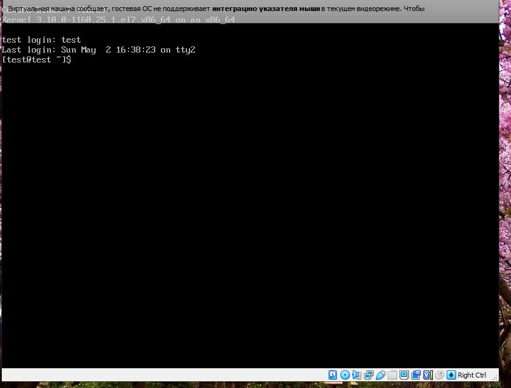 Виртуальная машина сообщает, гостевая ОС не поддерживает интеграцию указателя мыши в текущем видеорежиме. Чтобы
Kernel 3.10.0-1160.25.1.el7.x86_64 on an x86_64
test login: test
Last login: Sun May 2 16:38:23 on tty2
[test@test ~]$
Right Ctrl